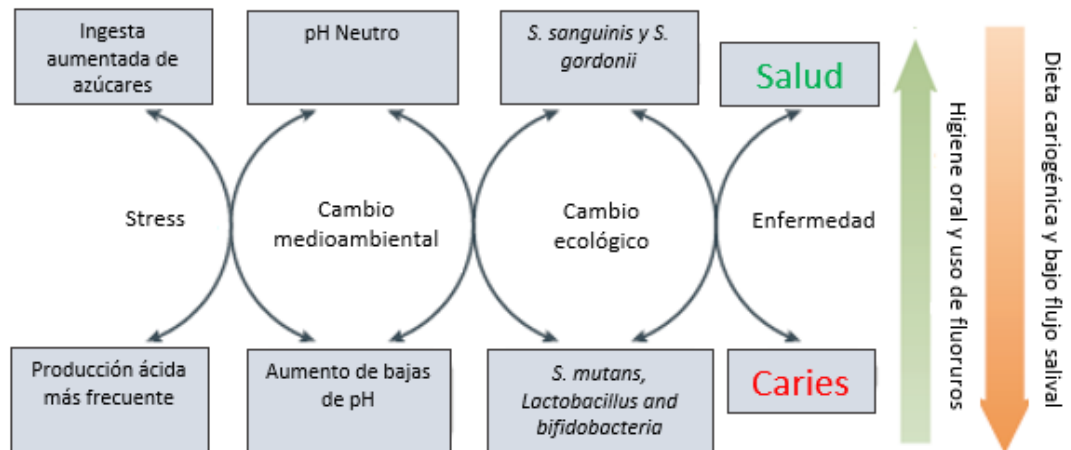 Ingesta
aumentada de
azúcares
pH Neutro
S. sanguinis y S.
gordonii
Salud
Stress
Cambio
medioambiental
Cambio
ecológico
Enfermedad
Producción ácida
más frecuente
Aumento de bajas
de pH
S. mutans,
Lactobacillus and
bifidobacteria
Caries
Higiene oral y uso de fluoruros
Dieta cariogénica y bajo flujo salival